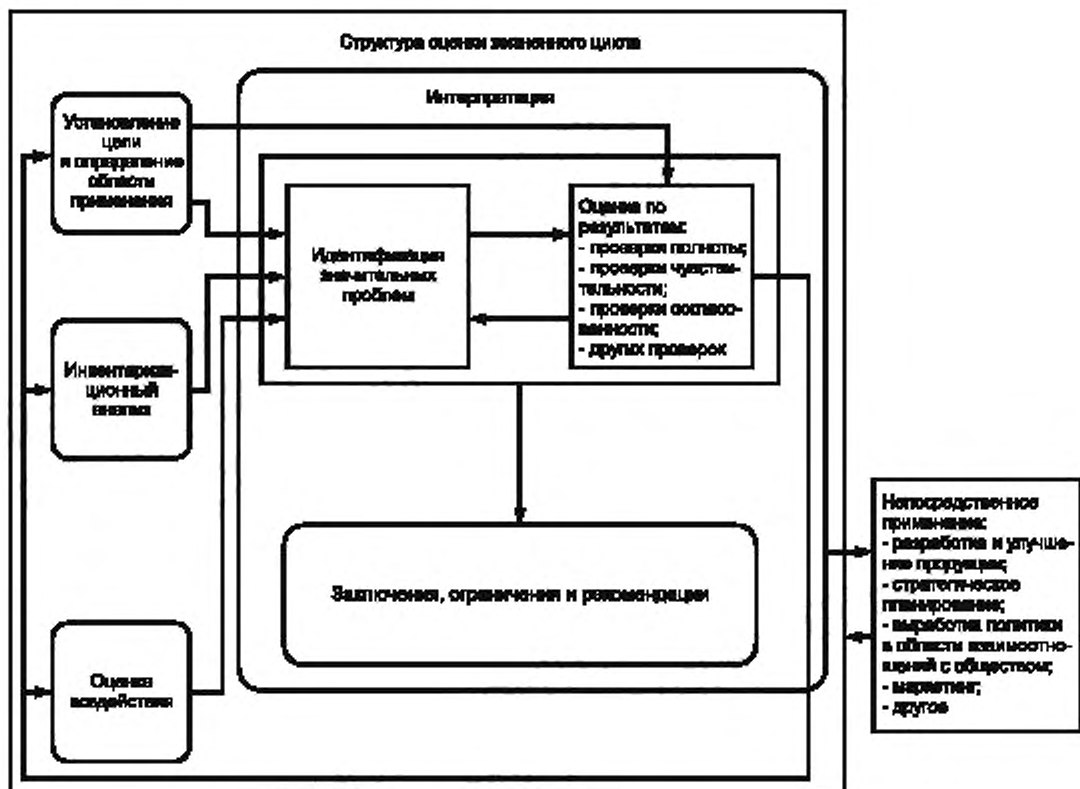 Структура оценки жизненного цикла
Интерпретация
Установление
цели
и определение
области
применения
Идентификация
значительных
проблем
Оценка по
результатам:
- проверки полноты;
- проверки чувстви-
тельности;
- проверки согласо-
ванности;
- других проверок
Инвентариза-
ционный
анализ
Заключения, ограничения и рекомендации
Оценка
воздействия
Непосредственное
применение:
- разработка и улучше-
ние продукции;
- стратегическое
планирование;
- выработка политики
в области взаимоотно-
шений с обществом;
- маркетинг;
- другое